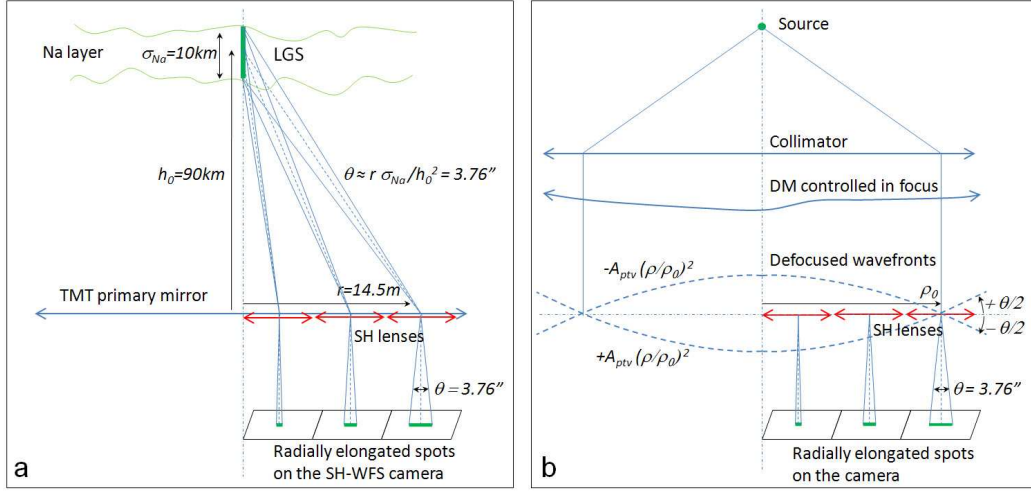 Na layer
σNa=10km
LGS
h0=90km
θ ≈ r σNa/h0² = 3.76”
TMT primary mirror
r=14.5m
SH lenses
θ = 3.76”
Radially elongated spots
on the SH-WFS camera
a
Source
Collimator
DM controlled in focus
Defocused wavefronts
-Aptv (ρ/ρ0)²
ρ0
+ θ/2
− θ/2
SH lenses
+Aptv (ρ/ρ0)²
θ = 3.76”
Radially elongated spots
on the camera
b